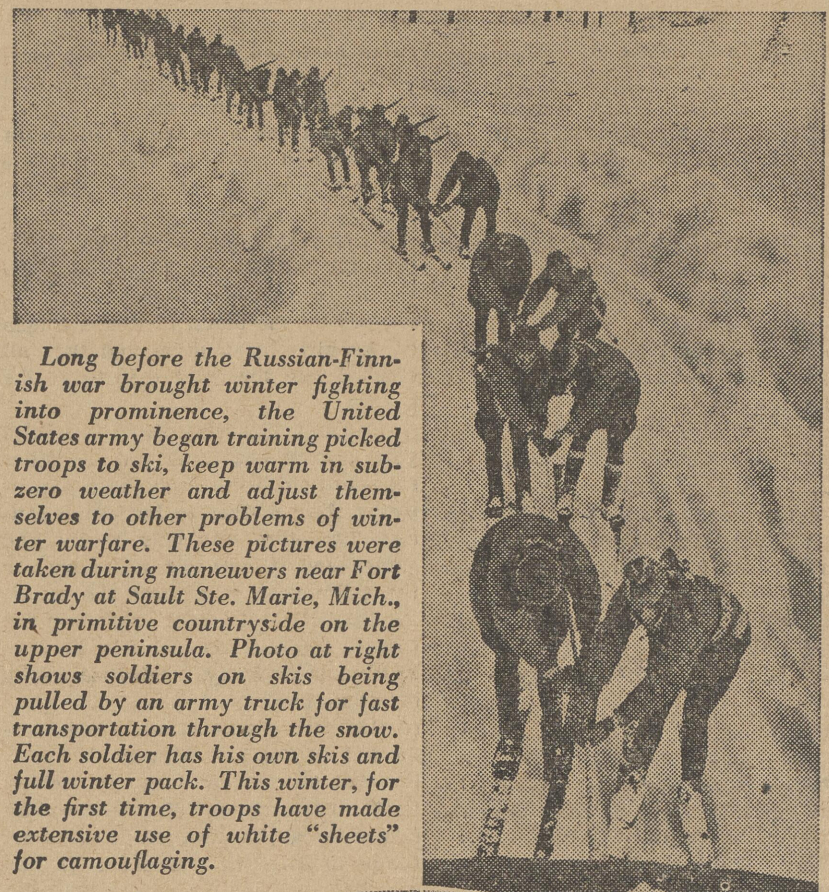 Long before the Russian-Finn-
ish war brought winter fighting
into prominence, the United
States army began training picked
troops to ski, keep warm in sub-
zero weather and adjust them-
selves to other problems of win-
ter warfare. These pictures were
taken during maneuvers near Fort
Brady at Sault Ste. Marie, Mich.,
in primitive countryside on the
upper peninsula. Photo at right
shows soldiers on skis being
pulled by an army truck for fast
transportation through the snow.
Each soldier has his own skis and
full winter pack. This winter, for
the first time, troops have made
extensive use of white “sheets”
for camouflaging.